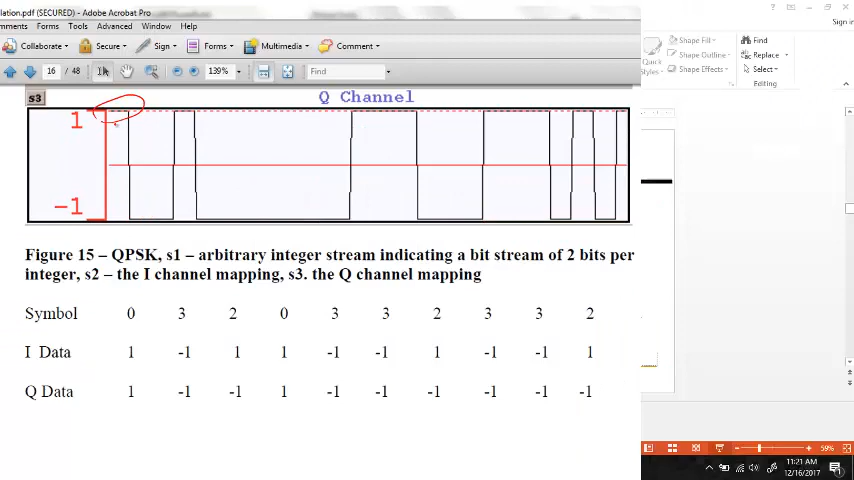 lation.pdf (SECURED) - Adobe Acrobat Pro
mments Forms Tools Advanced Window Help
Collaborate Secure Sign Forms Multimedia Comment
16 / 48 139% Find
s3 Q Channel
1
-1
Figure 15 – QPSK, s1 – arbitrary integer stream indicating a bit stream of 2 bits per
integer, s2 – the I channel mapping, s3. the Q channel mapping
Symbol 0 3 2 0 3 3 2 3 3 2
I Data 1 -1 1 1 -1 -1 1 -1 -1 1
Q Data 1 -1 -1 1 -1 -1 -1 -1 -1 -1
Sign in
Quick
Styles
Shape Fill
Shape Outline
Shape Effects
Find
Replace
Select
59%
11:21 AM
12/16/2017